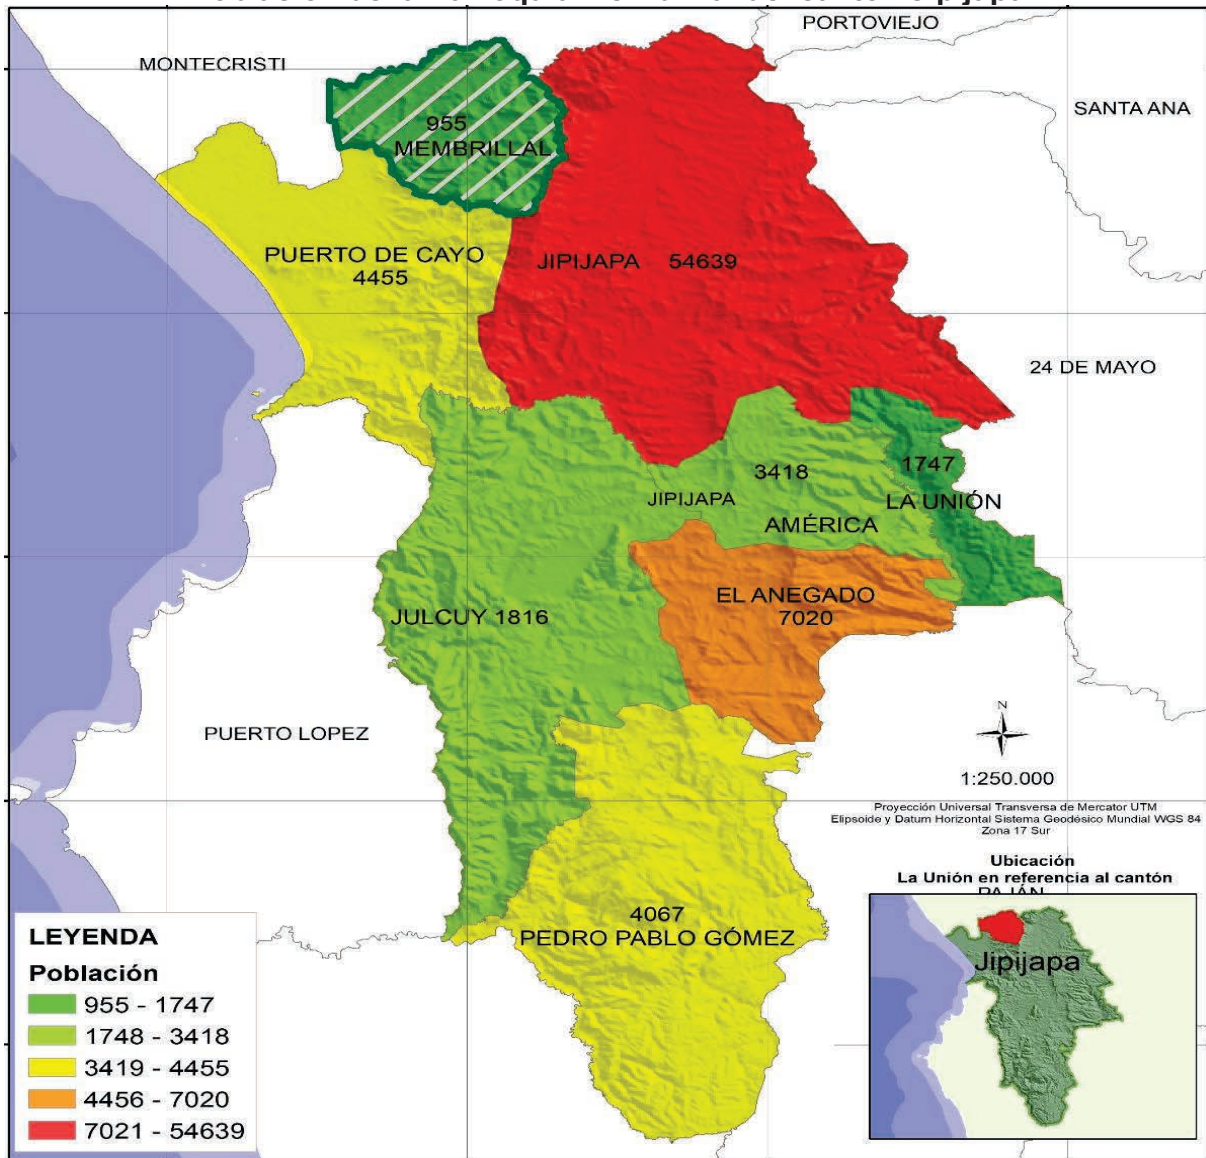 PORTOVIEJO
MONTECRISTI
SANTA ANA
955
MEMBRILLAL
PUERTO DE CAYO
4455
JIPIJAPA 54639
24 DE MAYO
3418
1747
JIPIJAPA
LA UNIÓN
AMÉRICA
EL ANEGADO
7020
JULCUY 1816
PUERTO LOPEZ
N
1:250.000
Proyección Universal Transversa de Mercator UTM
Elipsoide y Datum Horizontal Sistema Geodésico Mundial WGS 84
Zona 17 Sur
Ubicación
La Unión en referencia al cantón
PAJÁN
Jipijapa
4067
PEDRO PABLO GÓMEZ
LEYENDA
Población
955 - 1747
1748 - 3418
3419 - 4455
4456 - 7020
7021 - 54639